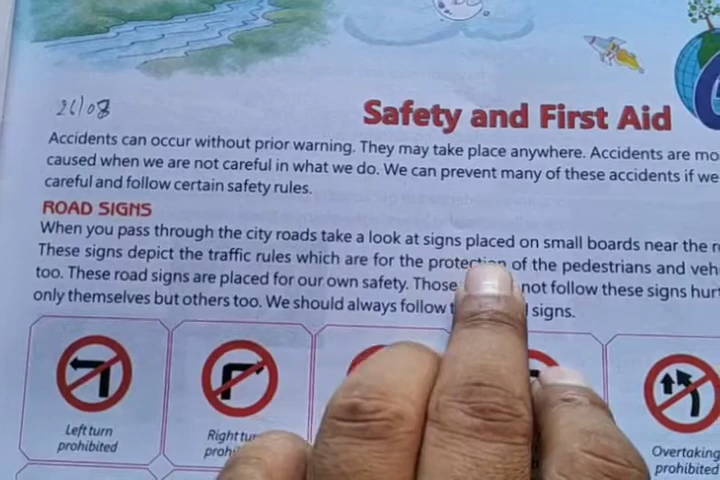 26/08
Safety and First Aid
Accidents can occur without prior warning. They may take place anywhere. Accidents are mo
caused when we are not careful in what we do. We can prevent many of these accidents if we
careful and follow certain safety rules.
ROAD SIGNS
When you pass through the city roads take a look at signs placed on small boards near the r
These signs depict the traffic rules which are for the protection of the pedestrians and veh
too. These road signs are placed for our own safety. Those not follow these signs hur
only themselves but others too. We should always follow signs.
Left turn
prohibited
Right tu
prohi
Overtaking
prohibited